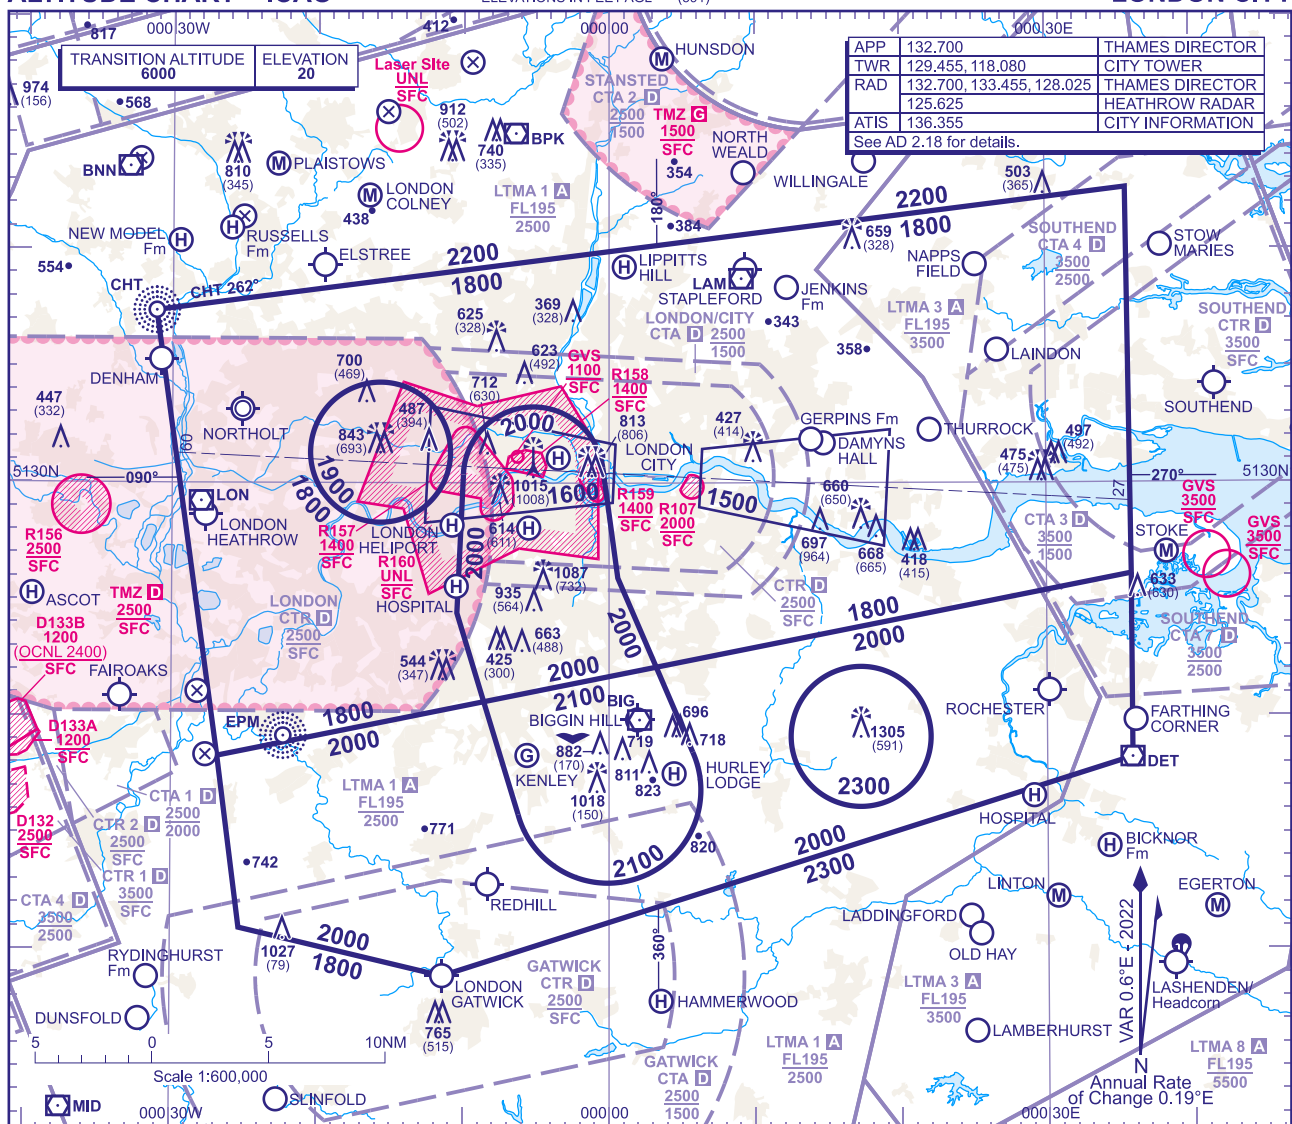 000 30W
000 00
000 30E
817
412
HUNSDON
TRANSITION ALTITUDE
6000
ELEVATION
20
APP 132.700 THAMES DIRECTOR
TWR 129.455, 118.080 CITY TOWER
RAD 132.700, 133.455, 128.025 THAMES DIRECTOR
125.625 HEATHROW RADAR
ATIS 136.355 CITY INFORMATION
See AD 2.18 for details.
Laser SIte
UNL
SFC
STANSTED
CTA 2 D
2500
1500
TMZ G
1500
SFC
354
974
(156)
568
912
(502)
740
(335)
BPK
NORTH
WEALD
WILLINGALE
503
(365)
BNN
810
(345)
PLAISTOWS
LONDON
COLNEY
438
LTMA 1 A
FL195
2500
180°
384
2200
1800
659
(328)
SOUTHEND
CTA 4 D
3500
2500
STOW
MARIES
NEW MODEL
Fm
RUSSELLS
Fm
ELSTREE
554
2200
1800
LIPPITTS
HILL
LAM
STAPLEFORD
JENKINS
Fm
NAPPS
FIELD
CHT
CHT 262°
369
(328)
625
(328)
LONDON/CITY
CTA D 2500
1500
343
LTMA 3 A
FL195
3500
SOUTHEND
CTR D
3500
SFC
358
LAINDON
623
(492)
GVS
1100
SFC
R158
1400
SFC
DENHAM
700
(469)
712
(630)
447
(332)
487
(394)
2000
813
(806)
427
(414)
GERPINS Fm
DAMYNS
HALL
THURROCK
SOUTHEND
NORTHOLT
843
(693)
LONDON
CITY
497
(492)
475
(475)
5130N
090°
1900
1800
1015
(1008)
1600
1500
660
(650)
270°
27
5130N
GVS
3500
SFC
LON
LONDON
HEATHROW
R156
2500
SFC
R157
1400
SFC
LONDON
HELIPORT
614
(611)
2000
R159
1400
SFC
R107
2000
SFC
697
(964)
668
(665)
418
(415)
CTA 3 D
3500
1500
STOKE
GVS
3500
SFC
R160
UNL
SFC
HOSPITAL
1087
(732)
935
(564)
CTR D
2500
SFC
633
(630)
ASCOT
TMZ D
2500
SFC
LONDON
CTR D
2500
SFC
D133B
1200
(OCNL 2400)
SFC
2000
1800
2000
SOUTHEND
CTA 7 D
3500
2500
663
(488)
425
(300)
544
(347)
2000
2100
FAIROAKS
D133A
1200
SFC
EPM
1800
2000
BIG
BIGGIN HILL
696
719
718
1305
(591)
2300
ROCHESTER
FARTHING
CORNER
DET
KENLEY
882
(170)
811
823
HURLEY
LODGE
1018
(150)
LTMA 1 A
FL195
2500
CTA 1 D
2500
2000
CTR 2 D
2500
SFC
D132
2500
SFC
771
820
2100
2000
2300
HOSPITAL
BICKNOR
Fm
742
CTR 1 D
3500
SFC
CTA 4 D
3500
2500
REDHILL
LINTON
EGERTON
LADDINGFORD
OLD HAY
1027
(79)
2000
1800
360°
RYDINGHURST
Fm
LONDON
GATWICK
GATWICK
CTR D
2500
SFC
HAMMERWOOD
LTMA 3 A
FL195
3500
VAR 0.6°E - 2022
LASHENDEN/
Headcorn
DUNSFOLD
765
(515)
LAMBERHURST
5 0 5 10NM
Scale 1:600,000
LTMA 1 A
FL195
2500
LTMA 8 A
FL195
5500
GATWICK
CTA D
2500
1500
N
Annual Rate
of Change 0.19°E
MID
SLINFOLD
000 30W
000 00
000 30E